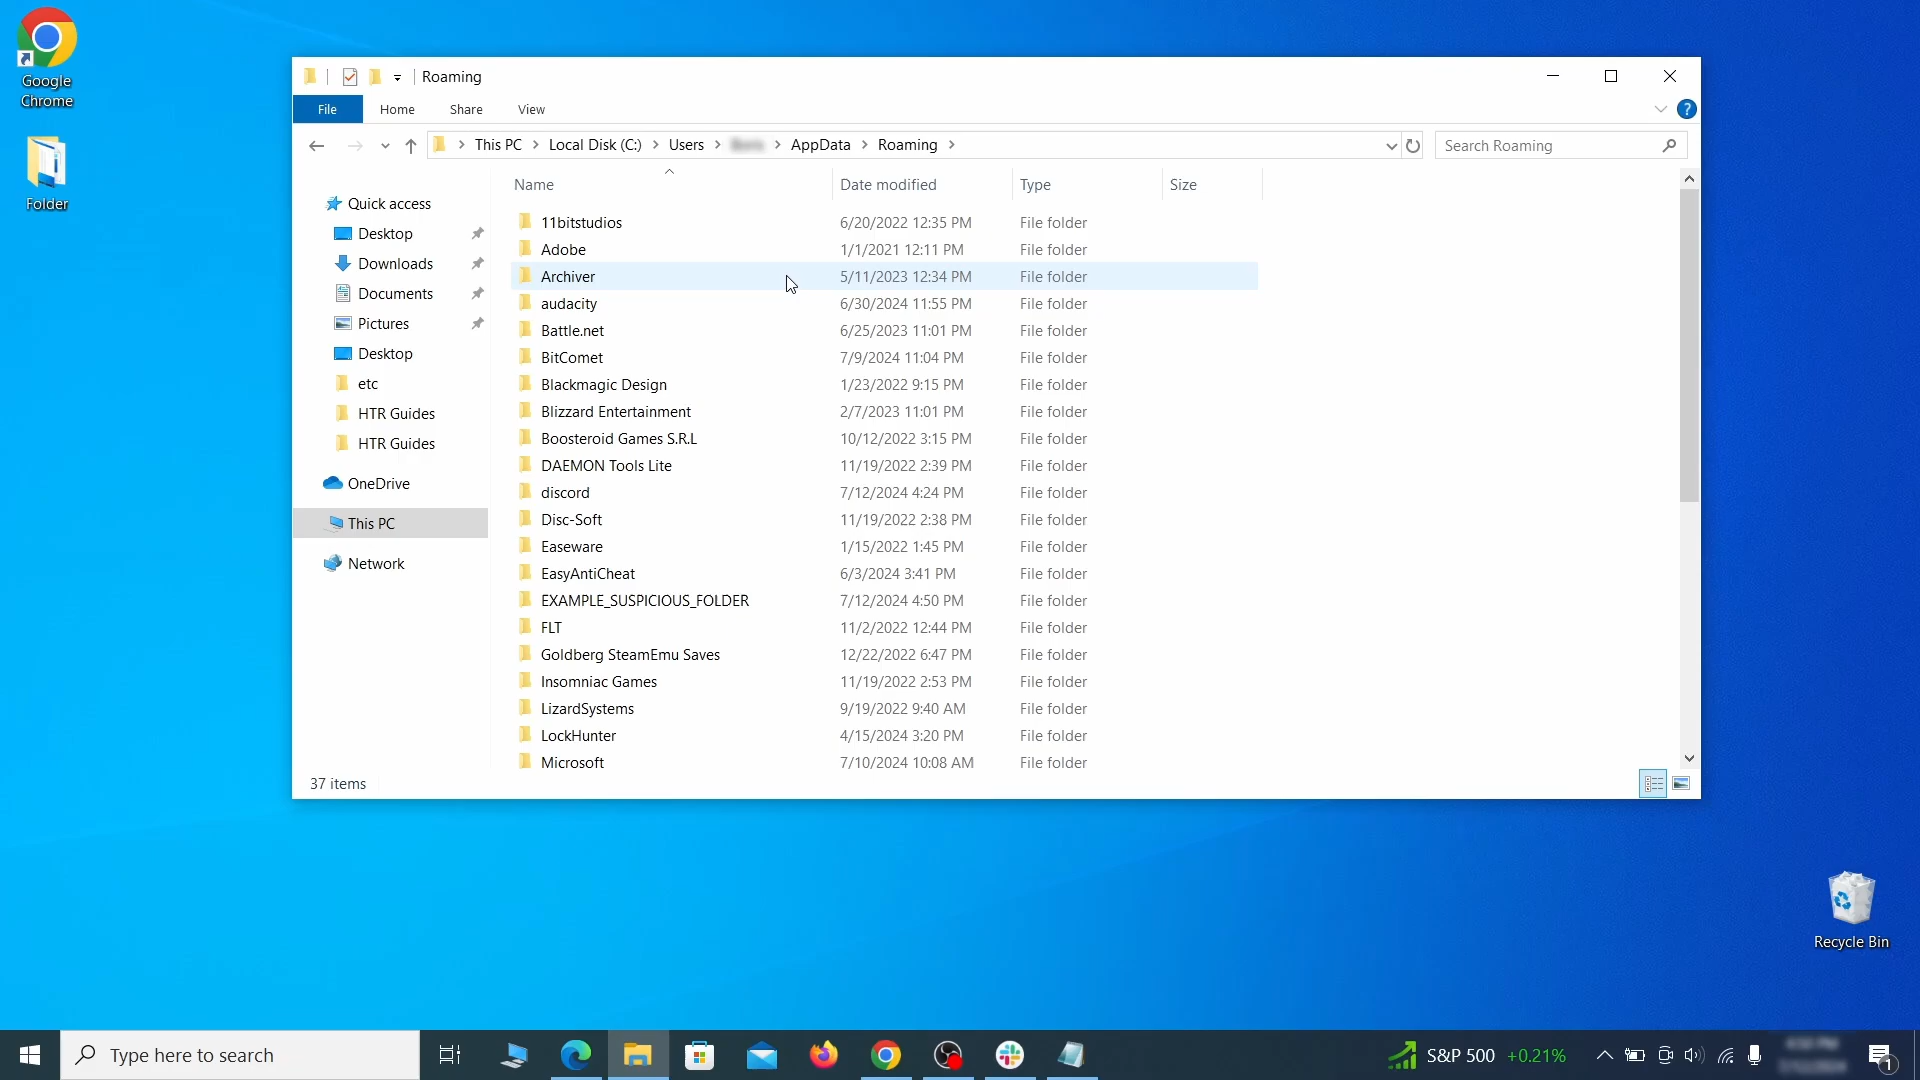 Google
Chrome
Folder
Roaming
File Home Share View
This PC Local Disk (C:) Users AppData Roaming
Search Roaming
Name Date modified Type Size
Quick access
Desktop
Downloads
Documents
Pictures
Desktop
etc
HTR Guides
HTR Guides
OneDrive
This PC
Network
11bitstudios 6/20/2022 12:35 PM File folder
Adobe 1/1/2021 12:11 PM File folder
Archiver 5/11/2023 12:34 PM File folder
audacity 6/30/2024 11:55 PM File folder
Battle.net 6/25/2023 11:01 PM File folder
BitComet 7/9/2024 11:04 PM File folder
Blackmagic Design 1/23/2022 9:15 PM File folder
Blizzard Entertainment 2/7/2023 11:01 PM File folder
Boosteroid Games S.R.L 10/12/2022 3:15 PM File folder
DAEMON Tools Lite 11/19/2022 2:39 PM File folder
discord 7/12/2024 4:24 PM File folder
Disc-Soft 11/19/2022 2:38 PM File folder
Easeware 1/15/2022 1:45 PM File folder
EasyAntiCheat 6/3/2024 3:41 PM File folder
EXAMPLE_SUSPICIOUS_FOLDER 7/12/2024 4:50 PM File folder
FLT 11/2/2022 12:44 PM File folder
Goldberg SteamEmu Saves 12/22/2022 6:47 PM File folder
Insomniac Games 11/19/2022 2:53 PM File folder
LizardSystems 9/19/2022 9:40 AM File folder
LockHunter 4/15/2024 3:20 PM File folder
Microsoft 7/10/2024 10:08 AM File folder
37 items
Recycle Bin
Type here to search
S&P 500 +0.21%
1